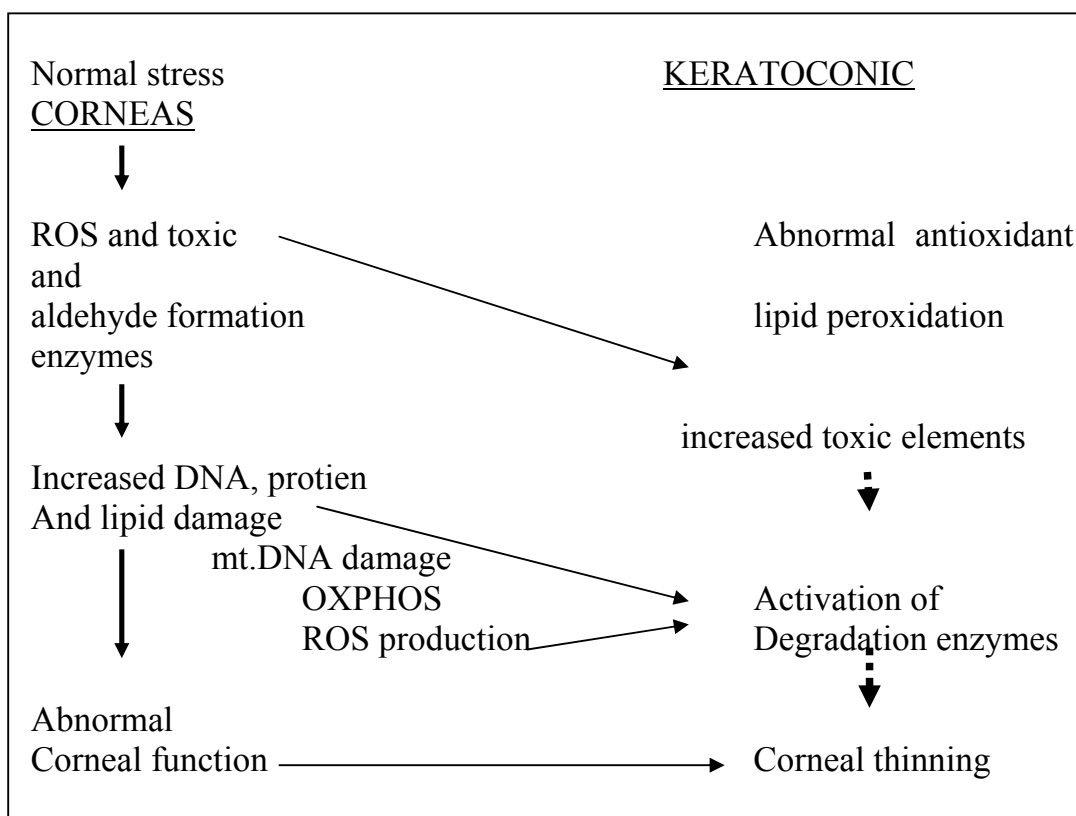 Normal stress
CORNEAS
KERATOCONIC
ROS and toxic
and
aldehyde formation
enzymes
Abnormal antioxidant
lipid peroxidation
increased toxic elements
Increased DNA, protien
And lipid damage
mt.DNA damage
OXPHOS
ROS production
Activation of
Degradation enzymes
Abnormal
Corneal function
Corneal thinning